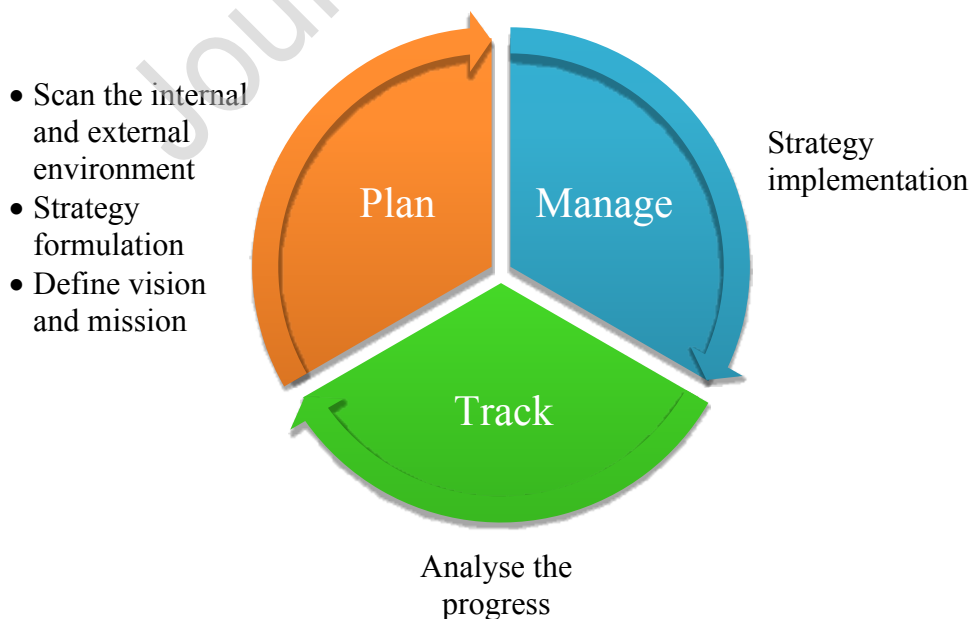 Jour
• Scan the internal
and external
environment
• Strategy
formulation
• Define vision
and mission
Plan
Manage
Strategy
implementation
Track
Analyse the
progress